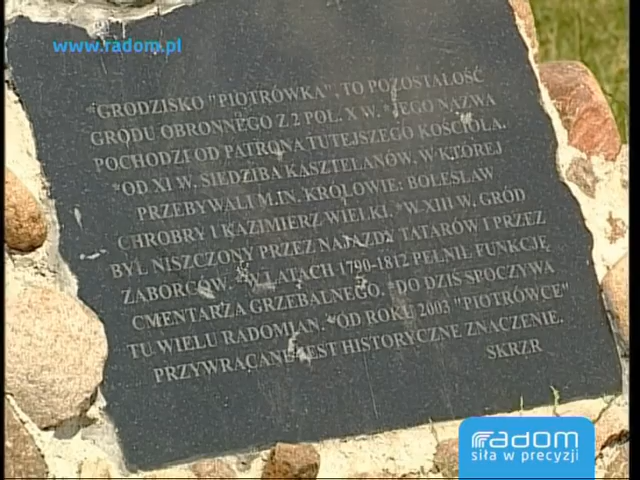 www.radom.pl
*GRODZISKO "PIOTRÓWKA", TO POZOSTAŁOŚĆ
GRODU OBRONNEGO Z 2 POŁ. X W. *JEGO NAZWA
POCHODZI OD PATRONA TUTEJSZEGO KOŚCIOŁA.
*OD XI W. SIEDZIBA KASZTELANÓW, W KTÓREJ
PRZEBYWALI M.IN. KRÓLOWIE: BOLESŁAW
CHROBRY I KAZIMIERZ WIELKI. *W XIII W. GRÓD
BYŁ NISZCZONY PRZEZ NAJAZDY TATARÓW I PRZEZ
ZABORCÓW. *W LATACH 1790-1812 PEŁNIŁ FUNKCJĘ
CMENTARZA GRZEBALNEGO. *DO DZIŚ SPOCZYWA
TU WIELU RADOMIAN. *OD ROKU 2003 "PIOTRÓWCE"
PRZYWRACANE JEST HISTORYCZNE ZNACZENIE.
SKRZR
radom
siła w precyzji